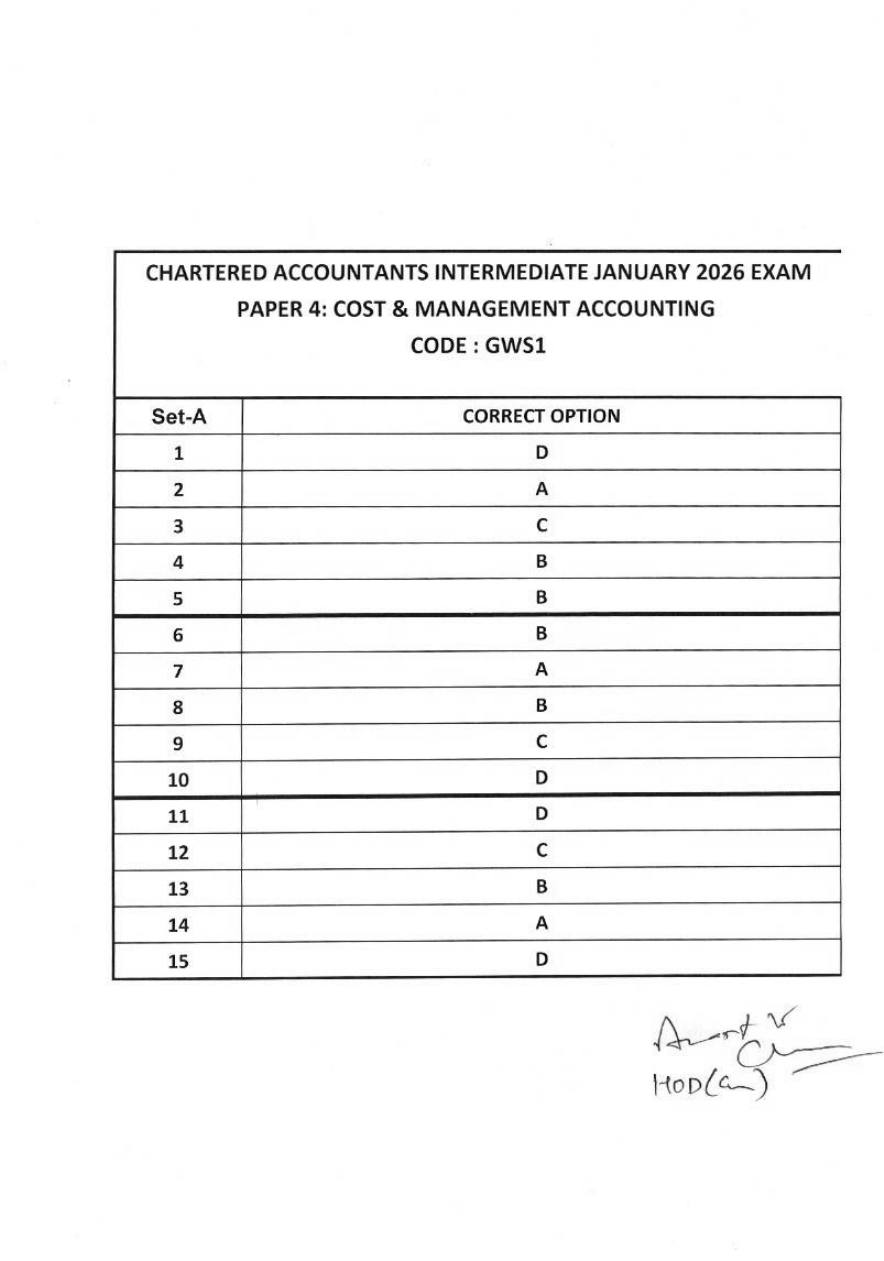 CHARTERED ACCOUNTANTS INTERMEDIATE JANUARY 2026 EXAM
PAPER 4: COST & MANAGEMENT ACCOUNTING
CODE : GWS1
Set-A CORRECT OPTION
1 D
2 A
3 C
4 B
5 B
6 B
7 A
8 B
9 C
10 D
11 D
12 C
13 B
14 A
15 D
HOD